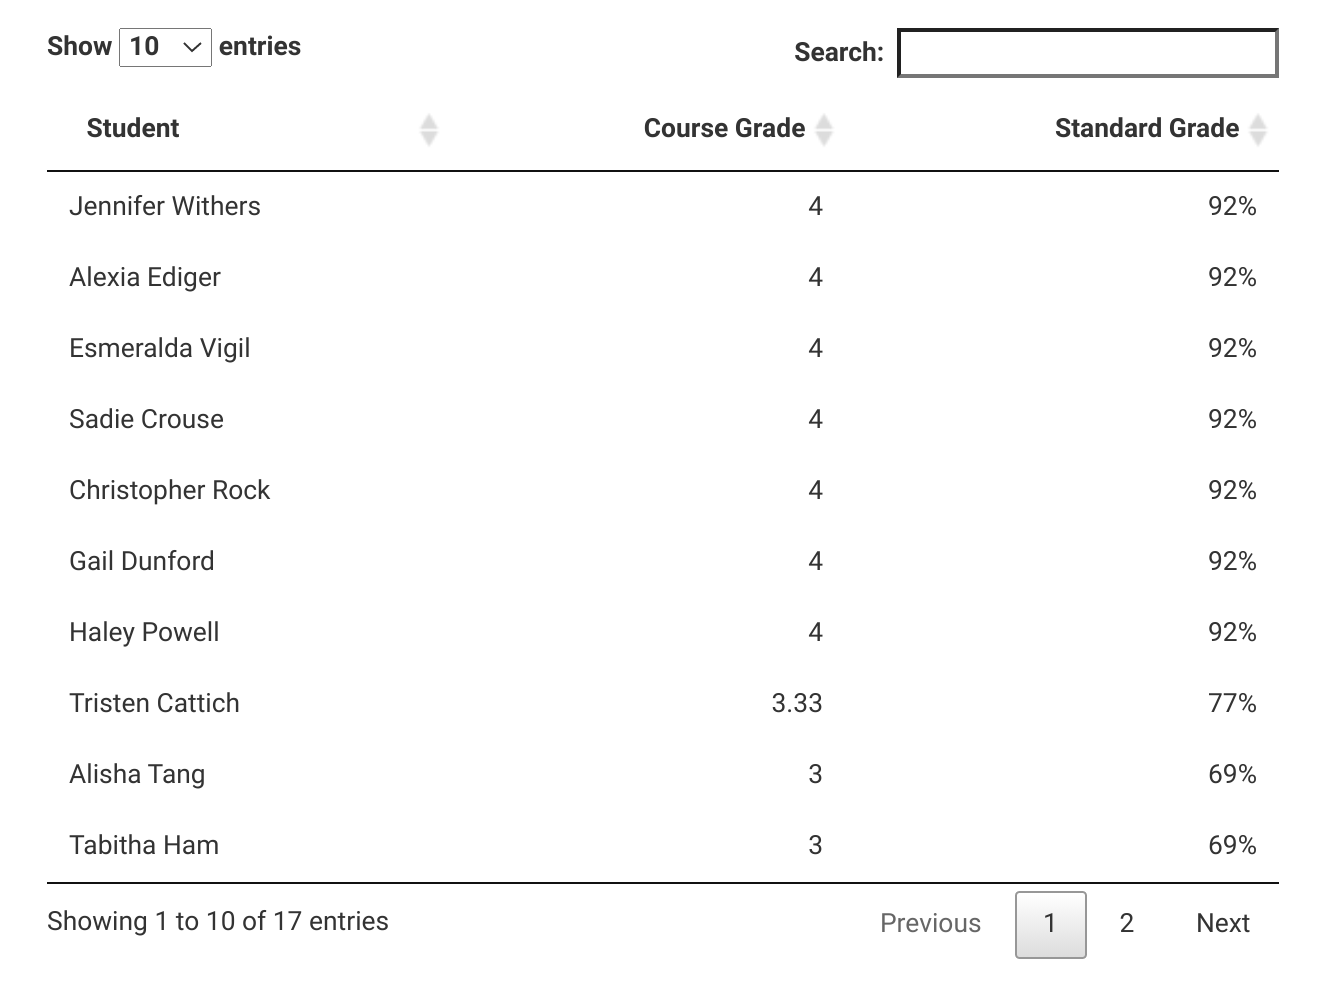 Show 10 entries Search:
Student Course Grade Standard Grade
Jennifer Withers 4 92%
Alexia Ediger 4 92%
Esmeralda Vigil 4 92%
Sadie Crouse 4 92%
Christopher Rock 4 92%
Gail Dunford 4 92%
Haley Powell 4 92%
Tristen Cattich 3.33 77%
Alisha Tang 3 69%
Tabitha Ham 3 69%
Showing 1 to 10 of 17 entries Previous 1 2 Next